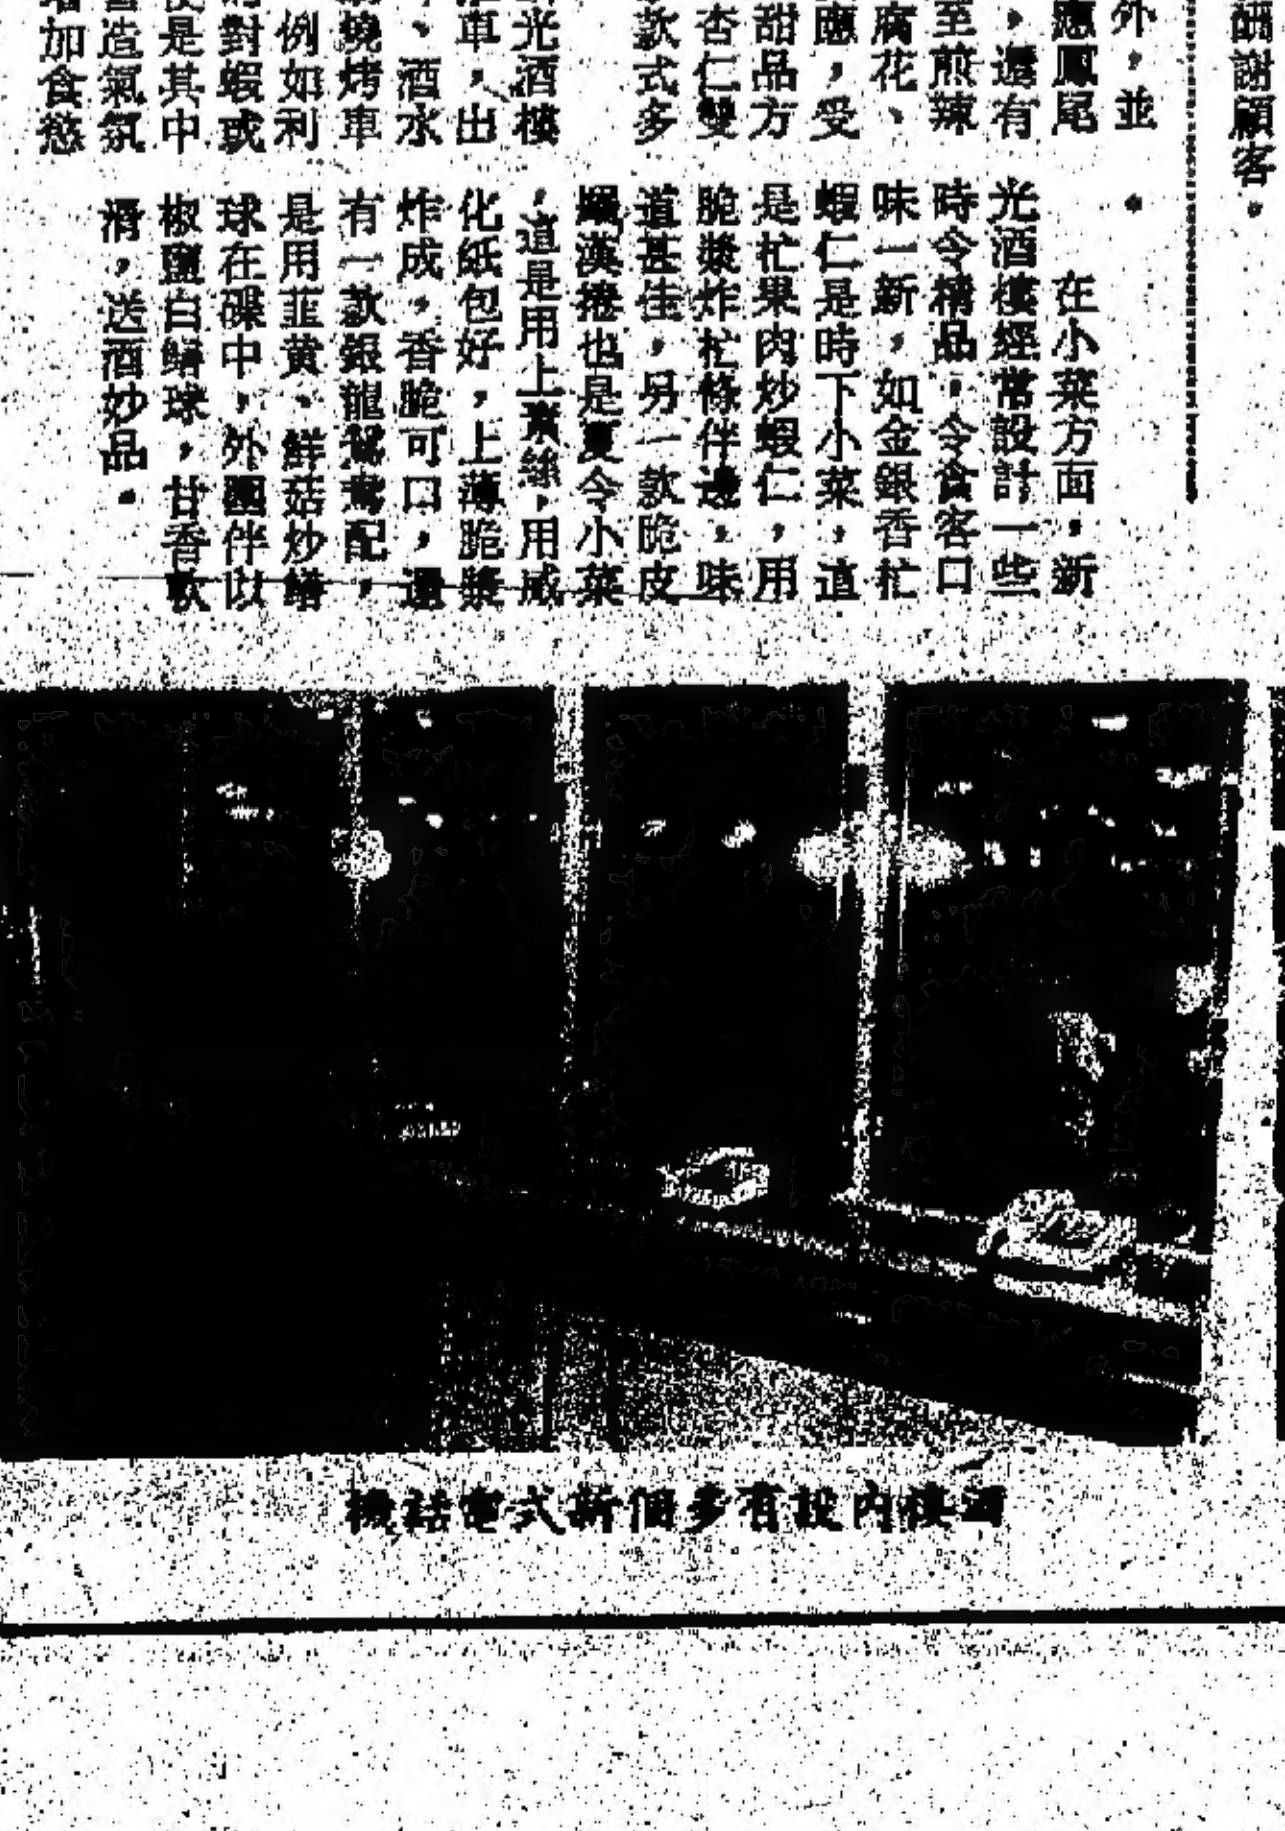 酬謝顧客。
外，並
應鳳尾
，還有
至煎辣
腐花、
應，受
甜品方
杏仁雙
款式多
光酒樓
車，出
、酒水
燒烤車
例如利
對蝦或
是其中
造氣氛
加食慾
。
在小菜方面，新
光酒樓經常設計一些
時令精品，令食客口
味一新，如金銀香杧
蝦仁是時下小菜，這
是杧果肉炒蝦仁，用
脆漿炸杧條伴邊，味
道甚佳，另一款脆皮
漢捲也是夏令小菜
，這是用上素絲，用威
化紙包好，上薄脆漿
炸成，香脆可口，還
有一款銀龍鴛鴦配，
是用韮黄、鮮菇炒鱔
球在碟中，外圍伴以
椒鹽白鱔球，甘香軟
滑，送酒妙品。
酒樓內設有多個新式電話機